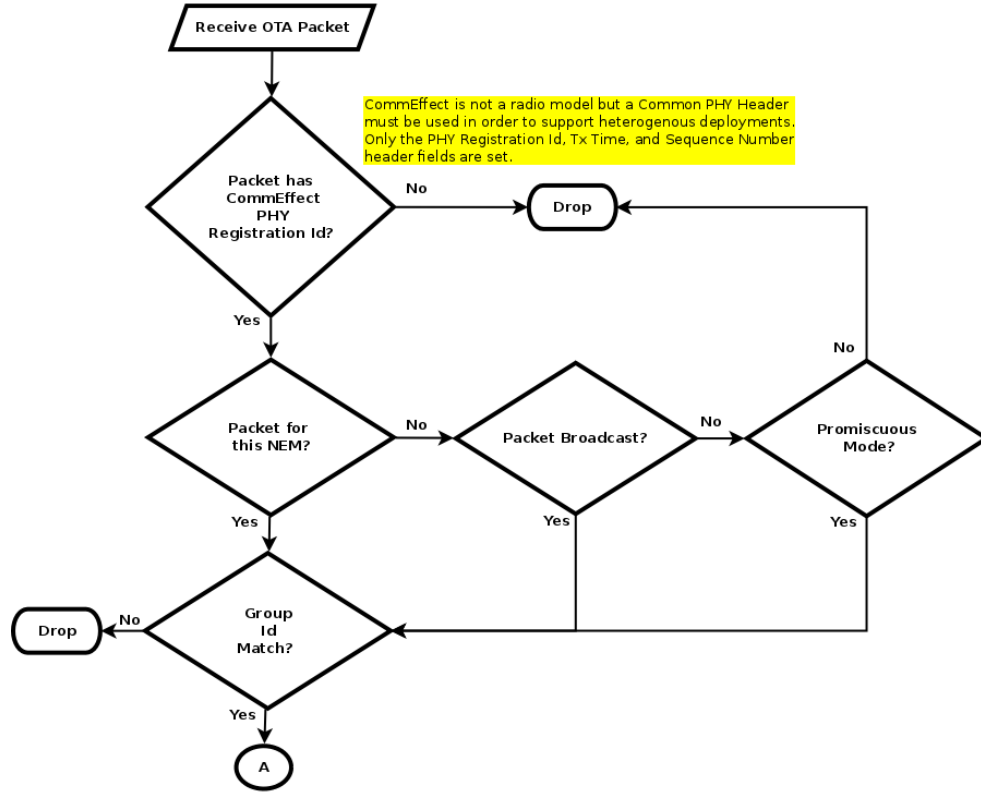 Receive OTA Packet
CommEffect is not a radio model but a Common PHY Header
must be used in order to support heterogenous deployments.
Only the PHY Registration Id, Tx Time, and Sequence Number
header fields are set.
Packet has
CommEffect
PHY
Registration Id?
No
Drop
Yes
No
Packet for
this NEM?
No
Packet Broadcast?
No
Promiscuous
Mode?
Yes
Yes
Yes
Group
Id
Match?
No
Drop
Yes
A